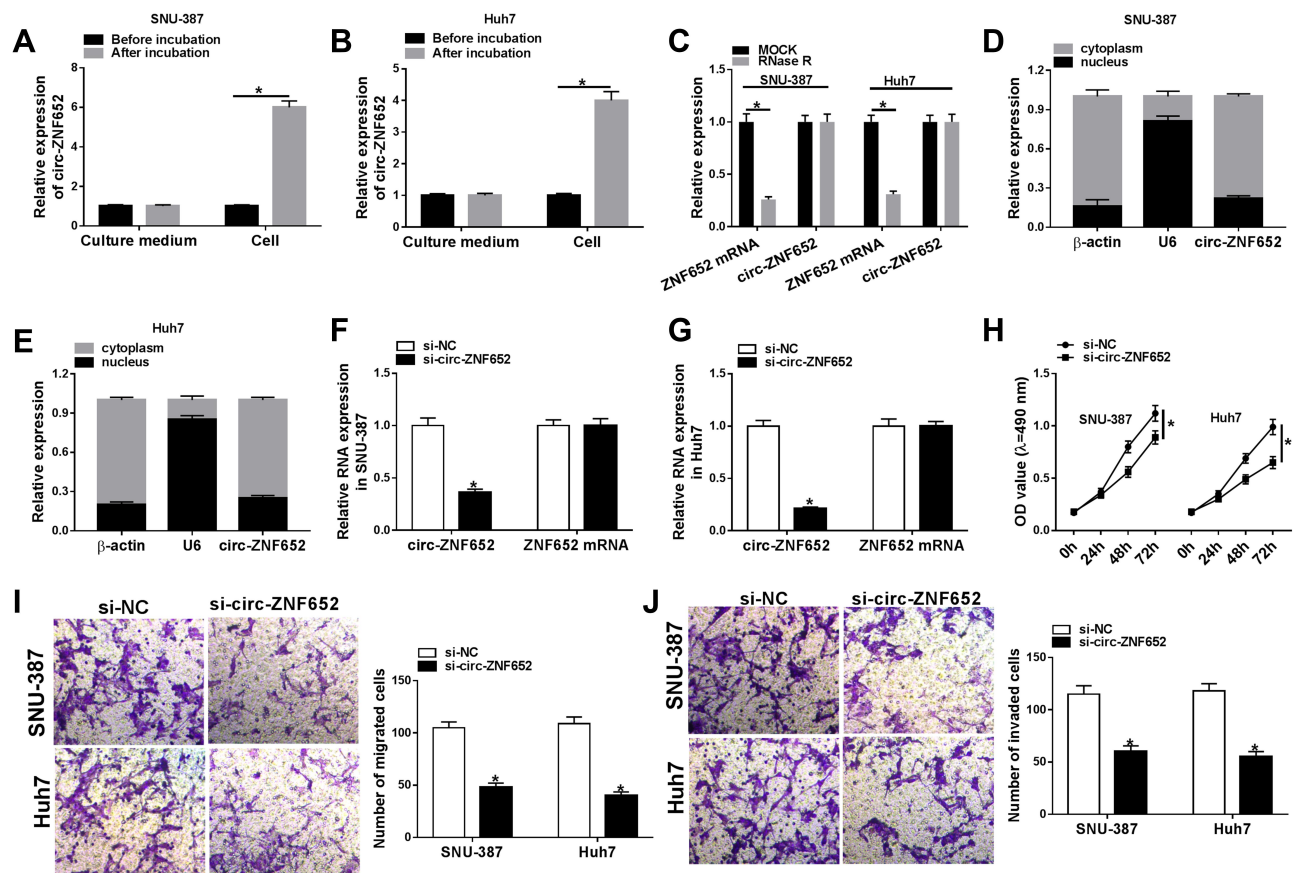 A
SNU-387
Before incubation
After incubation
Relative expression
of circ-ZNF652
8
6
4
2
0
Culture medium
Cell
*
B
Huh7
Before incubation
After incubation
Relative expression
of circ-ZNF652
5
4
3
2
1
0
Culture medium
Cell
*
C
MOCK
RNase R
SNU-387
Huh7
Relative expression
1.5
1.0
0.5
0.0
*
*
ZNF652 mRNA
circ-ZNF652
ZNF652 mRNA
circ-ZNF652
D
SNU-387
cytoplasm
nucleus
Relative expression
1.2
0.9
0.6
0.3
0.0
β-actin
U6
circ-ZNF652
E
Huh7
cytoplasm
nucleus
Relative expression
1.2
0.9
0.6
0.3
0.0
β-actin
U6
circ-ZNF652
F
si-NC
si-circ-ZNF652
Relative RNA expression
in SNU-387
1.5
1.0
0.5
0.0
*
circ-ZNF652
ZNF652 mRNA
G
si-NC
si-circ-ZNF652
Relative RNA expression
in Huh7
1.5
1.0
0.5
0.0
*
circ-ZNF652
ZNF652 mRNA
H
si-NC
si-circ-ZNF652
OD value (λ=490 nm)
1.5
1.0
0.5
0.0
SNU-387
Huh7
*
*
0h
24h
48h
72h
0h
24h
48h
72h
I
si-NC
si-circ-ZNF652
SNU-387
Huh7
si-NC
si-circ-ZNF652
Number of migrated cells
150
100
50
0
*
*
SNU-387
Huh7
J
si-NC
si-circ-ZNF652
SNU-387
Huh7
si-NC
si-circ-ZNF652
Number of invaded cells
150
100
50
0
*
*
SNU-387
Huh7